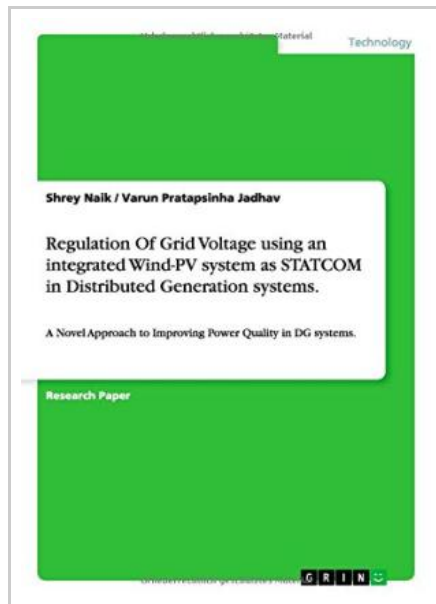 Technology
Shrey Naik / Varun Pratapsinha Jadhav
Regulation Of Grid Voltage using an
integrated Wind-PV system as STATCOM
in Distributed Generation systems.
A Novel Approach to Improving Power Quality in DG systems.
Research Paper
GRIN